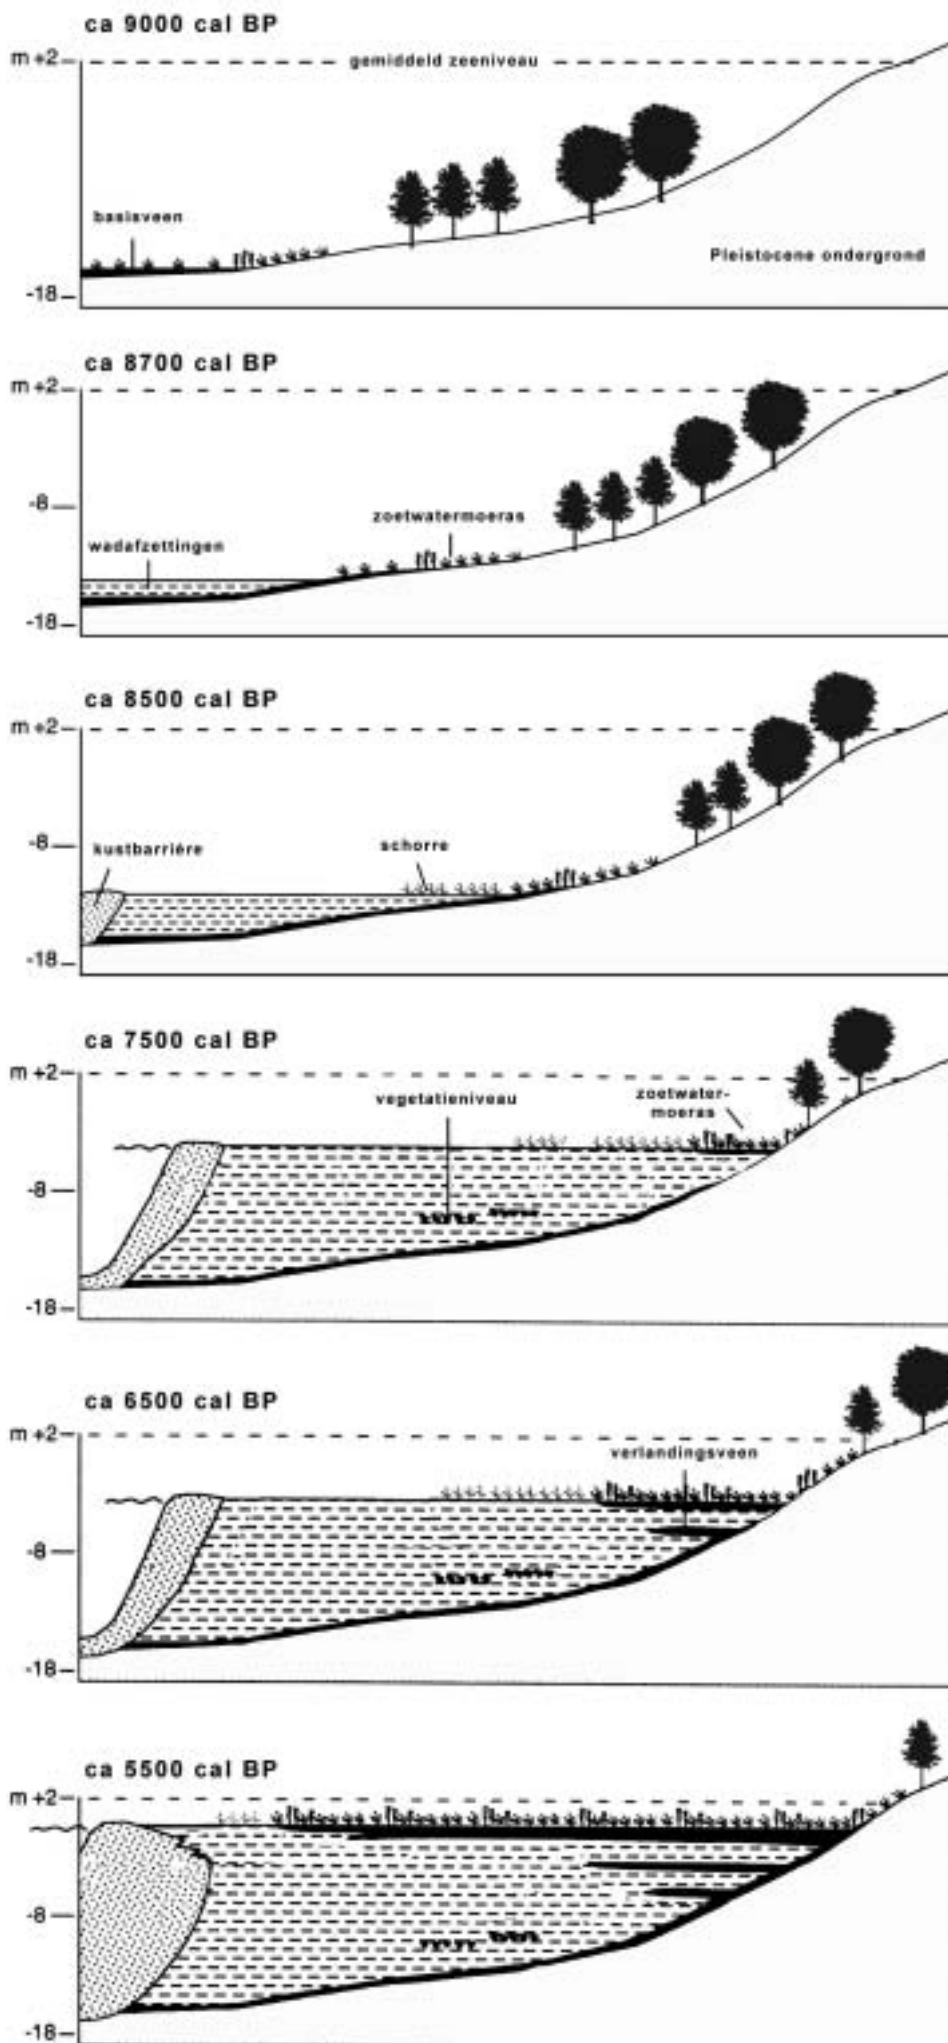 ca 9000 cal BP
m +2
gemiddeld zeeniveau
basisveen
Pleistocene ondergrond
-18
ca 8700 cal BP
m +2
-8
zoetwatermoeras
wadafzettingen
-18
ca 8500 cal BP
m +2
-8
kustbarrière
schorre
-18
ca 7500 cal BP
m +2
vegetatieniveau
zoetwater-
moeras
-8
-18
ca 6500 cal BP
m +2
verlandingsveen
-8
-18
ca 5500 cal BP
m +2
-8
-18